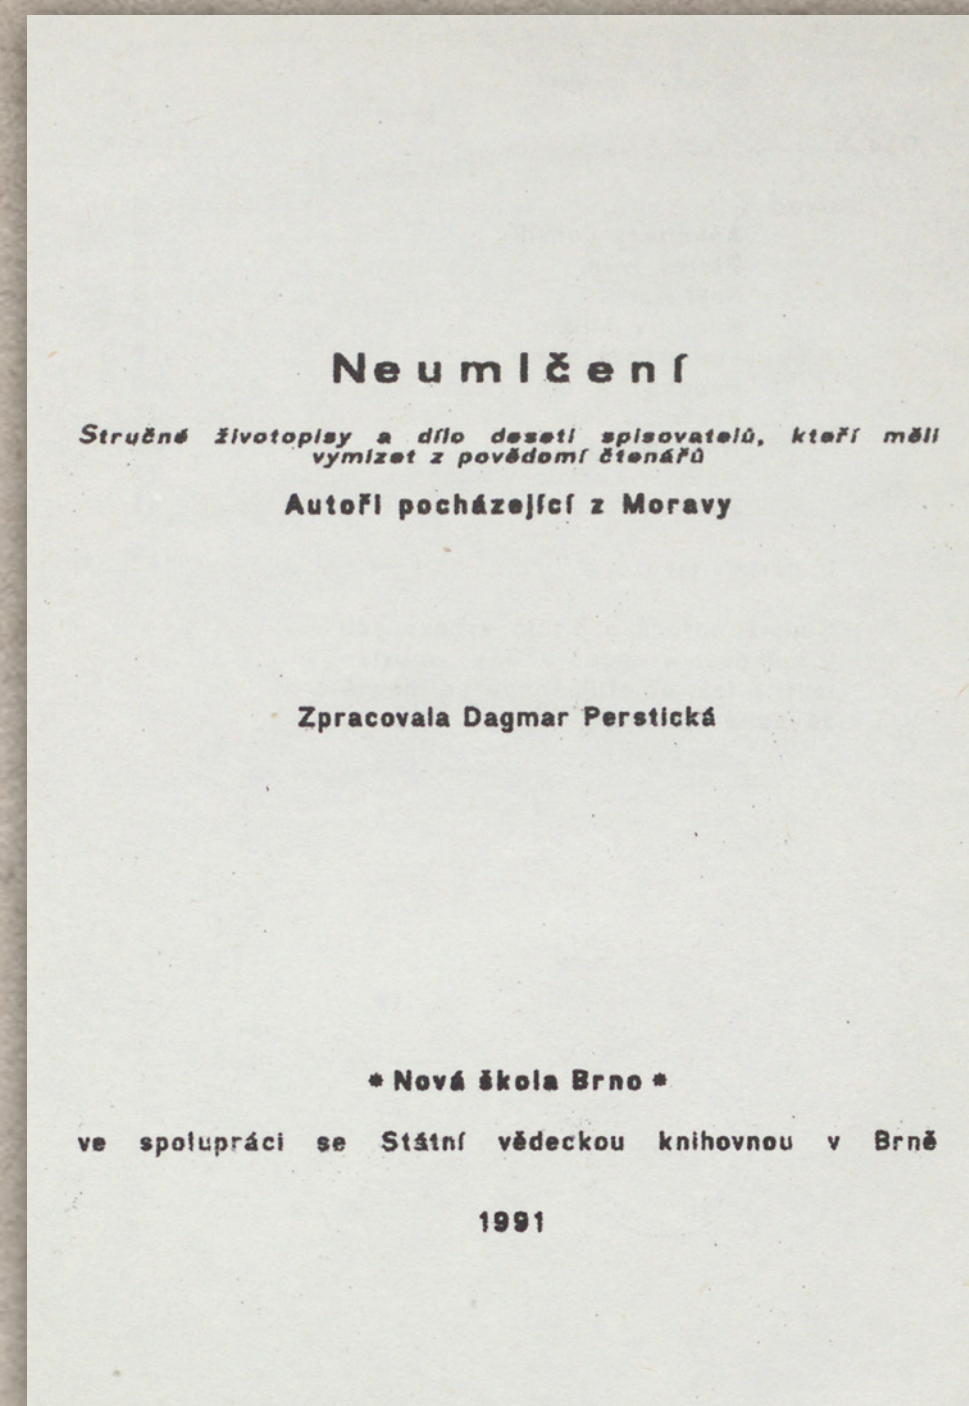 Neumlčení
Stručné životopisy a dílo deseti spisovatelů, kteří měli
vymizet z povědomí čtenářů
Autoři pocházející z Moravy
Zpracovala Dagmar Perstická
* Nová škola Brno *
ve spolupráci se Státní vědeckou knihovnou v Brně
1991